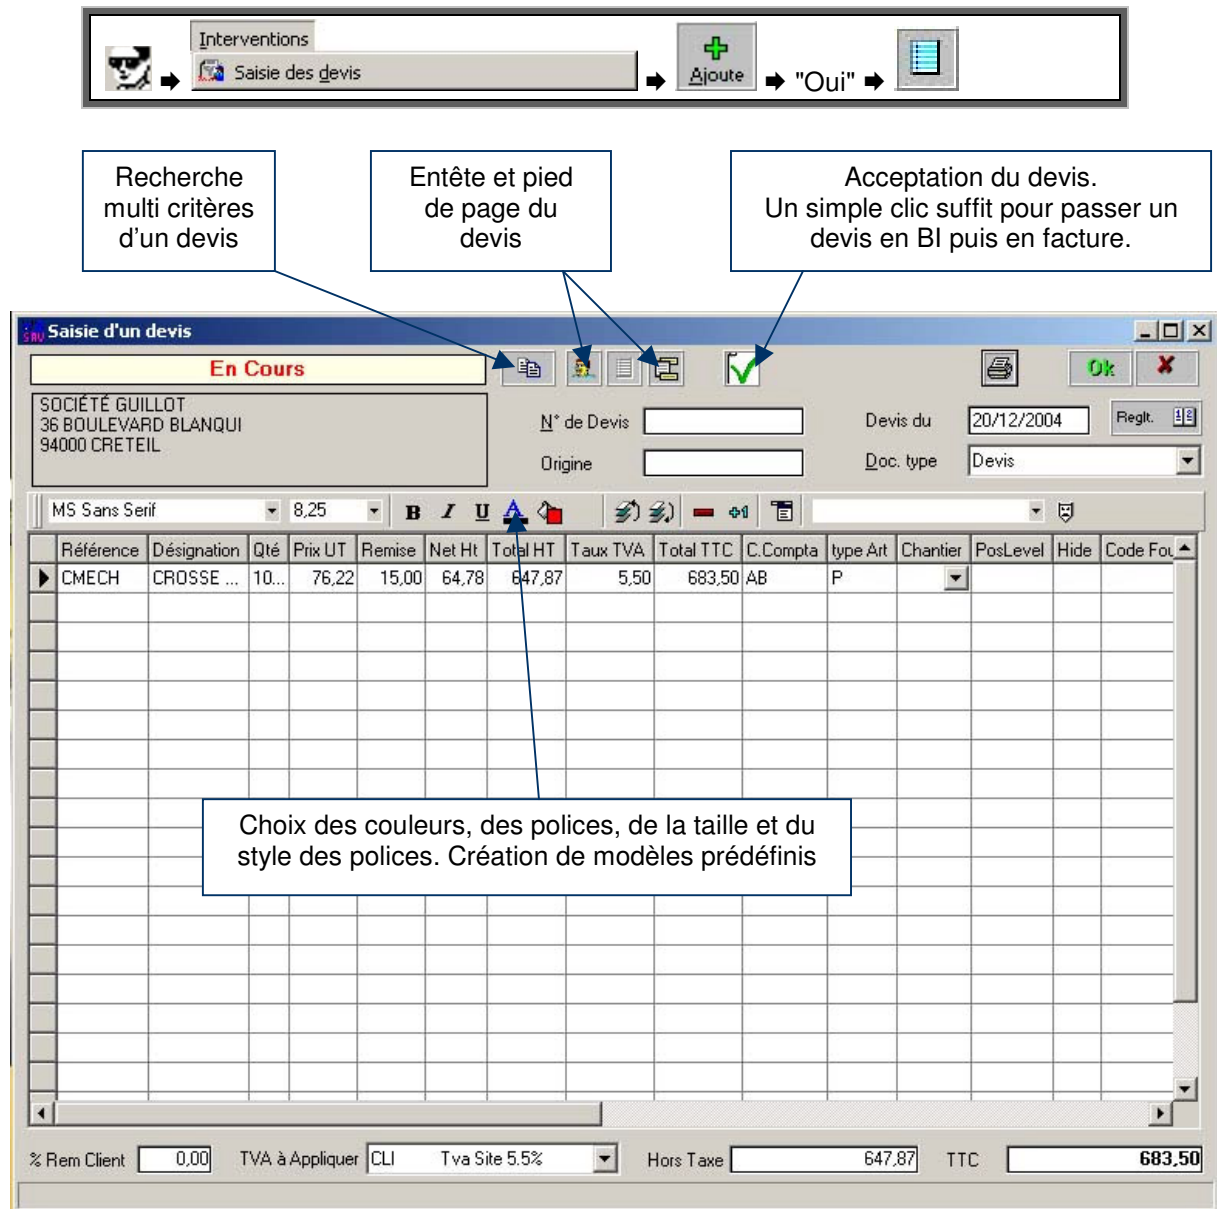 Interventions
Saisie des devis
Ajoute
"Oui"
Recherche
multi critères
d'un devis
Entête et pied
de page du
devis
Acceptation du devis.
Un simple clic suffit pour passer un
devis en BI puis en facture.
Saisie d'un devis
En Cours
Ok
SOCIÉTÉ GUILLOT
36 BOULEVARD BLANQUI
94000 CRETEIL
N° de Devis
Devis du 20/12/2004
Reglt.
Origine
Doc. type Devis
MS Sans Serif 8,25 B I U A
Référence Désignation Qté Prix UT Remise Net Ht Total HT Taux TVA Total TTC C.Compta type Art Chantier PosLevel Hide Code Fou
CMECH CROSSE ... 10... 76,22 15,00 64,78 647,87 5,50 683,50 AB P
Choix des couleurs, des polices, de la taille et du
style des polices. Création de modèles prédéfinis
% Rem Client 0,00 TVA à Appliquer CLI Tva Site 5.5% Hors Taxe 647,87 TTC 683,50